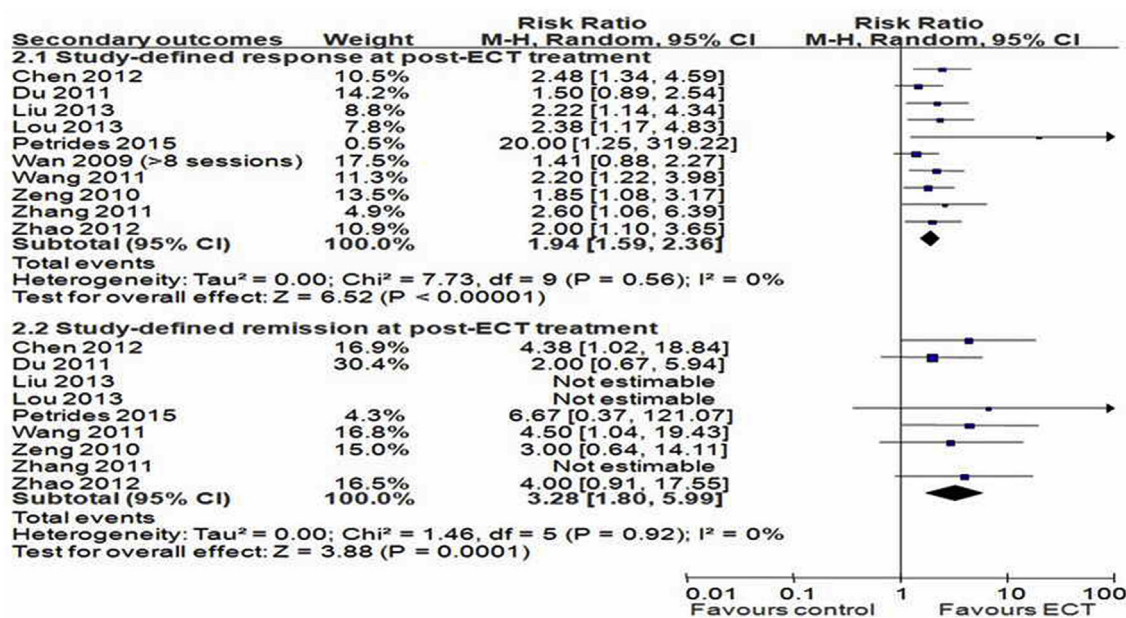 Risk Ratio Risk Ratio
Secondary outcomes Weight M-H, Random, 95% CI M-H, Random, 95% CI
2.1 Study-defined response at post-ECT treatment
Chen 2012 10.5% 2.48 [1.34, 4.59]
Du 2011 14.2% 1.50 [0.89, 2.54]
Liu 2013 8.8% 2.22 [1.14, 4.34]
Lou 2013 7.8% 2.38 [1.17, 4.83]
Petrides 2015 0.5% 20.00 [1.25, 319.22]
Wan 2009 (>8 sessions) 17.5% 1.41 [0.88, 2.27]
Wang 2011 11.3% 2.20 [1.22, 3.98]
Zeng 2010 13.5% 1.85 [1.08, 3.17]
Zhang 2011 4.9% 2.60 [1.06, 6.39]
Zhao 2012 10.9% 2.00 [1.10, 3.65]
Subtotal (95% CI) 100.0% 1.94 [1.59, 2.36]
Total events
Heterogeneity: Tau² = 0.00; Chi² = 7.73, df = 9 (P = 0.56); I² = 0%
Test for overall effect: Z = 6.52 (P < 0.00001)
2.2 Study-defined remission at post-ECT treatment
Chen 2012 16.9% 4.38 [1.02, 18.84]
Du 2011 30.4% 2.00 [0.67, 5.94]
Liu 2013 Not estimable
Lou 2013 Not estimable
Petrides 2015 4.3% 6.67 [0.37, 121.07]
Wang 2011 16.8% 4.50 [1.04, 19.43]
Zeng 2010 15.0% 3.00 [0.64, 14.11]
Zhang 2011 Not estimable
Zhao 2012 16.5% 4.00 [0.91, 17.55]
Subtotal (95% CI) 100.0% 3.28 [1.80, 5.99]
Total events
Heterogeneity: Tau² = 0.00; Chi² = 1.46, df = 5 (P = 0.92); I² = 0%
Test for overall effect: Z = 3.88 (P = 0.0001)
0.01 0.1 1 10 100
Favours control Favours ECT